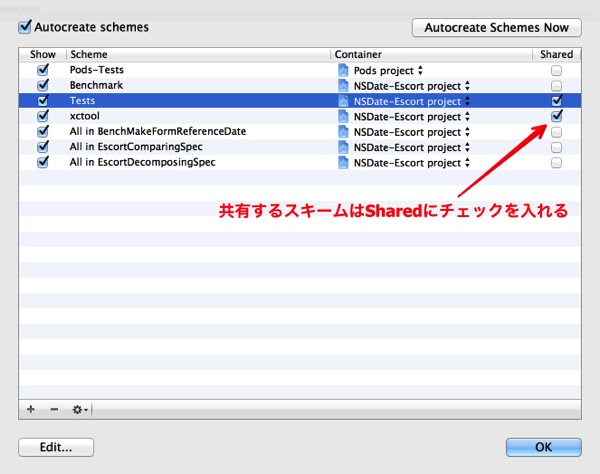 Autocreate schemes
Autocreate Schemes Now
Show Scheme Container Shared
Pods-Tests Pods project
Benchmark NSDate-Escort project
Tests NSDate-Escort project
xctool NSDate-Escort project
All in BenchMakeFormReferenceDate NSDate-Escort project
All in EscortComparingSpec NSDate-Escort project
All in EscortDecomposingSpec NSDate-Escort project
共有するスキームはSharedにチェックを入れる
Edit...
OK